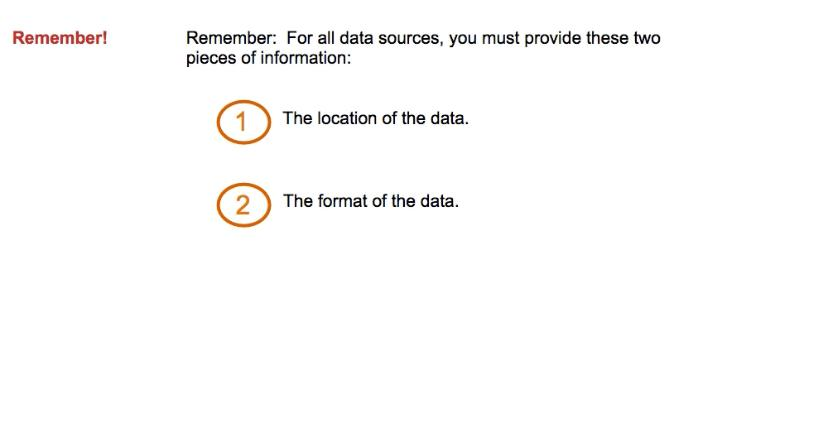 Remember!
Remember:  For all data sources, you must provide these two
pieces of information:
1 The location of the data.
2 The format of the data.